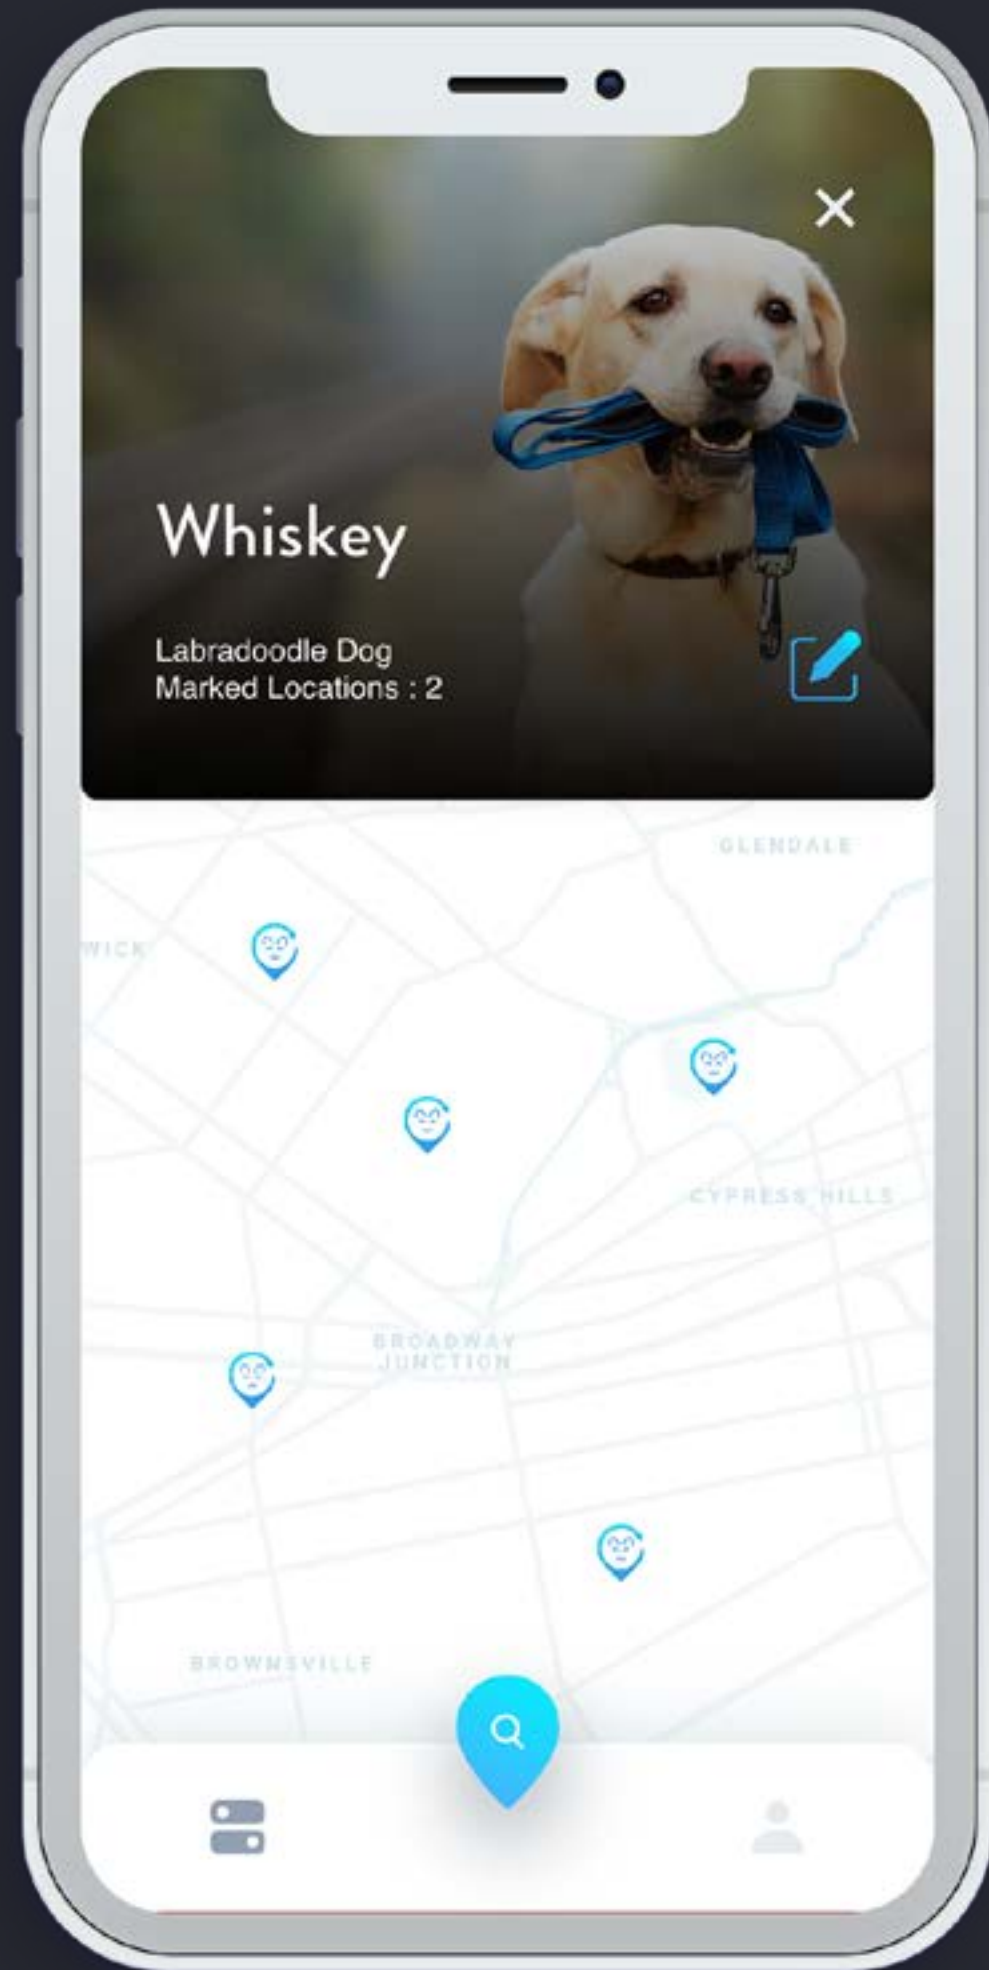 Whiskey
Labradoodle Dog
Marked Locations : 2
GLENDALE
WICK
CYPRESS HILLS
BROADWAY
JUNCTION
BROWNSVILLE